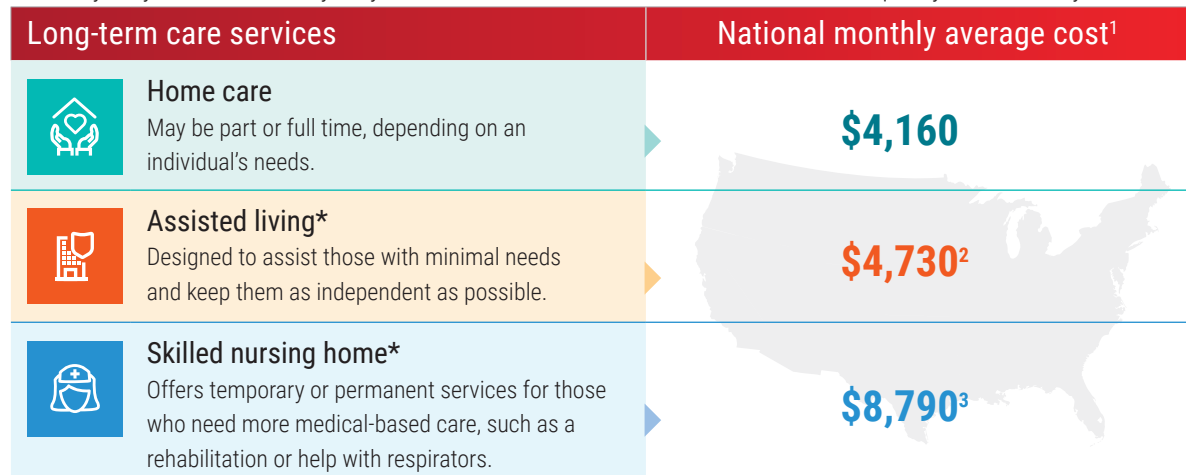 Long-term care services
National monthly average cost¹
Home care
May be part or full time, depending on an
individual's needs.
$4,160
Assisted living*
Designed to assist those with minimal needs
and keep them as independent as possible.
$4,730²
Skilled nursing home*
Offers temporary or permanent services for those
who need more medical-based care, such as a
rehabilitation or help with respirators.
$8,790³